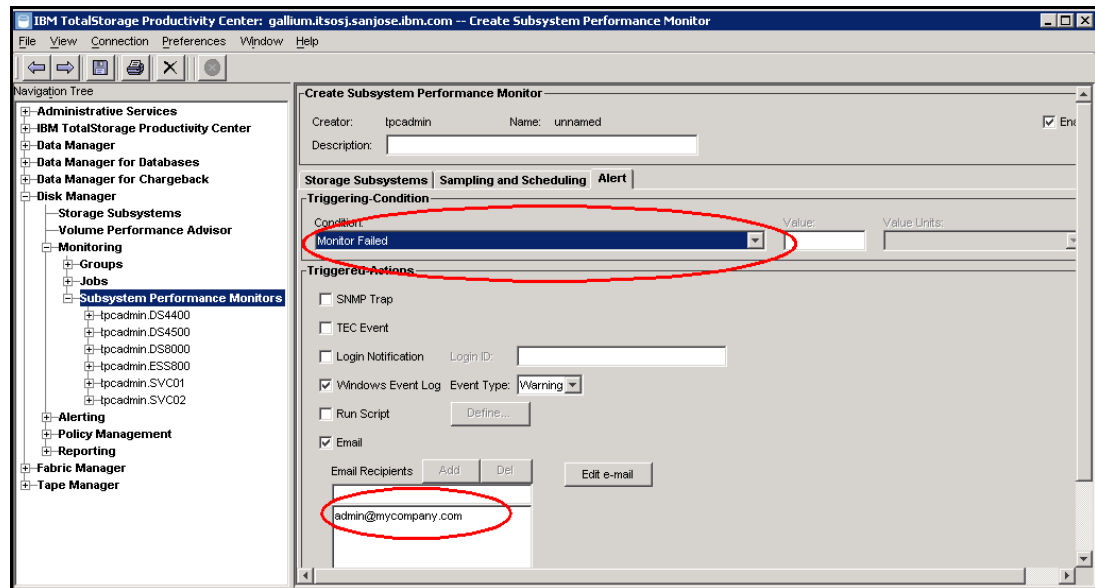 IBM TotalStorage Productivity Center: gallium.itsosj.sanjose.ibm.com -- Create Subsystem Performance Monitor
File View Connection Preferences Window Help
Navigation Tree
Administrative Services
IBM TotalStorage Productivity Center
Data Manager
Data Manager for Databases
Data Manager for Chargeback
Disk Manager
Storage Subsystems
Volume Performance Advisor
Monitoring
Groups
Jobs
Subsystem Performance Monitors
tpcadmin.DS4400
tpcadmin.DS4500
tpcadmin.DS8000
tpcadmin.ESS800
tpcadmin.SVC01
tpcadmin.SVC02
Alerting
Policy Management
Reporting
Fabric Manager
Tape Manager
Create Subsystem Performance Monitor
Creator: tpcadmin Name: unnamed Ena
Description:
Storage Subsystems Sampling and Scheduling Alert
Triggering-Condition
Condition: Value: Value Units:
Monitor Failed
Triggered-Actions
SNMP Trap
TEC Event
Login Notification Login ID:
Windows Event Log Event Type: Warning
Run Script Define...
Email
Email Recipients Add Del Edit e-mail
admin@mycompany.com